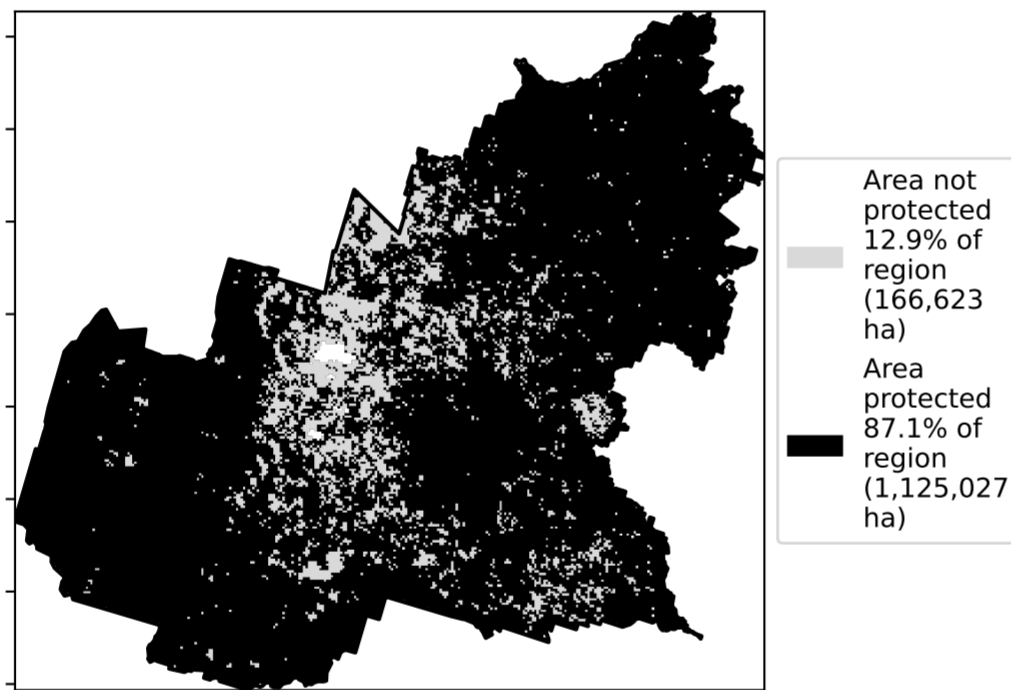 Area not
protected
12.9% of
region
(166,623
ha)
Area
protected
87.1% of
region
(1,125,027
ha)